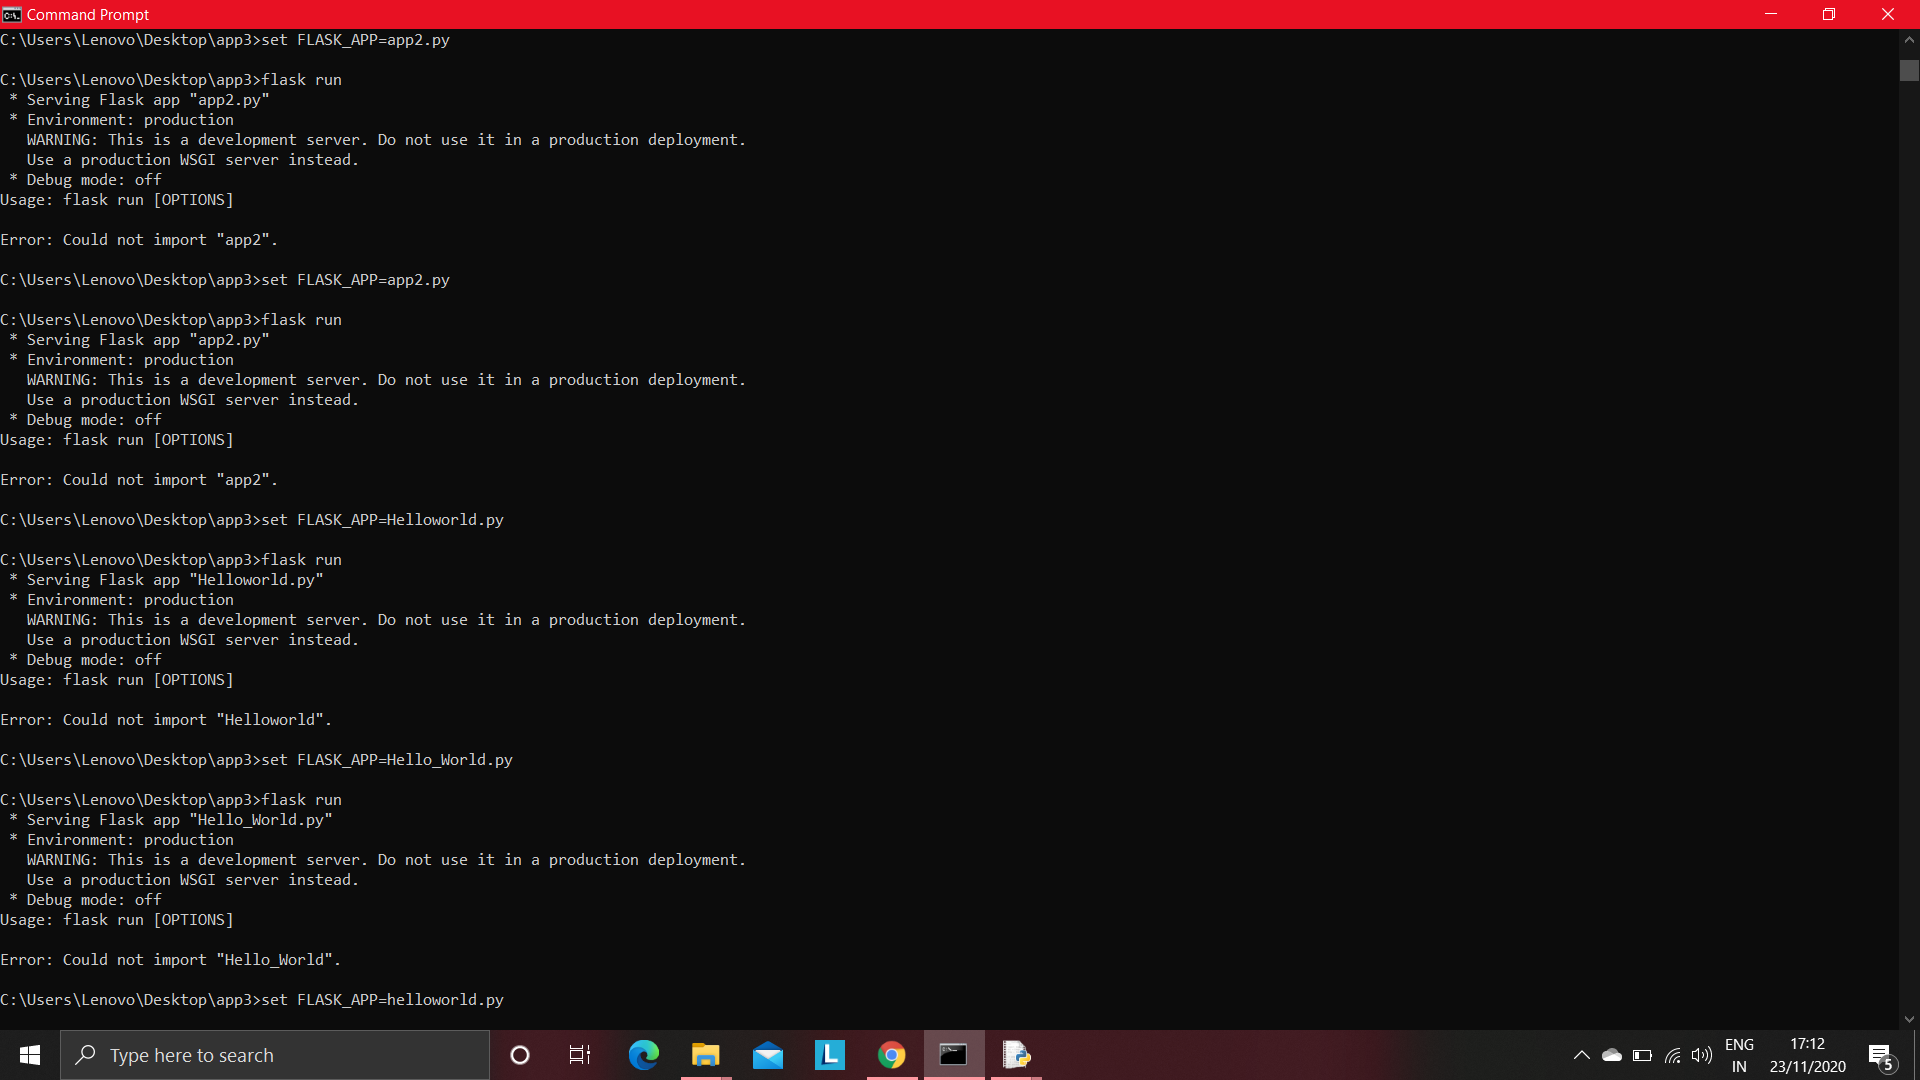 Command Prompt
C:\Users\Lenovo\Desktop\app3>set FLASK_APP=app2.py
C:\Users\Lenovo\Desktop\app3>flask run
 * Serving Flask app "app2.py"
 * Environment: production
   WARNING: This is a development server. Do not use it in a production deployment.
   Use a production WSGI server instead.
 * Debug mode: off
Usage: flask run [OPTIONS]
Error: Could not import "app2".
C:\Users\Lenovo\Desktop\app3>set FLASK_APP=app2.py
C:\Users\Lenovo\Desktop\app3>flask run
 * Serving Flask app "app2.py"
 * Environment: production
   WARNING: This is a development server. Do not use it in a production deployment.
   Use a production WSGI server instead.
 * Debug mode: off
Usage: flask run [OPTIONS]
Error: Could not import "app2".
C:\Users\Lenovo\Desktop\app3>set FLASK_APP=Helloworld.py
C:\Users\Lenovo\Desktop\app3>flask run
 * Serving Flask app "Helloworld.py"
 * Environment: production
   WARNING: This is a development server. Do not use it in a production deployment.
   Use a production WSGI server instead.
 * Debug mode: off
Usage: flask run [OPTIONS]
Error: Could not import "Helloworld".
C:\Users\Lenovo\Desktop\app3>set FLASK_APP=Hello_World.py
C:\Users\Lenovo\Desktop\app3>flask run
 * Serving Flask app "Hello_World.py"
 * Environment: production
   WARNING: This is a development server. Do not use it in a production deployment.
   Use a production WSGI server instead.
 * Debug mode: off
Usage: flask run [OPTIONS]
Error: Could not import "Hello_World".
C:\Users\Lenovo\Desktop\app3>set FLASK_APP=helloworld.py
Type here to search
L
ENG
IN
17:12
23/11/2020
5